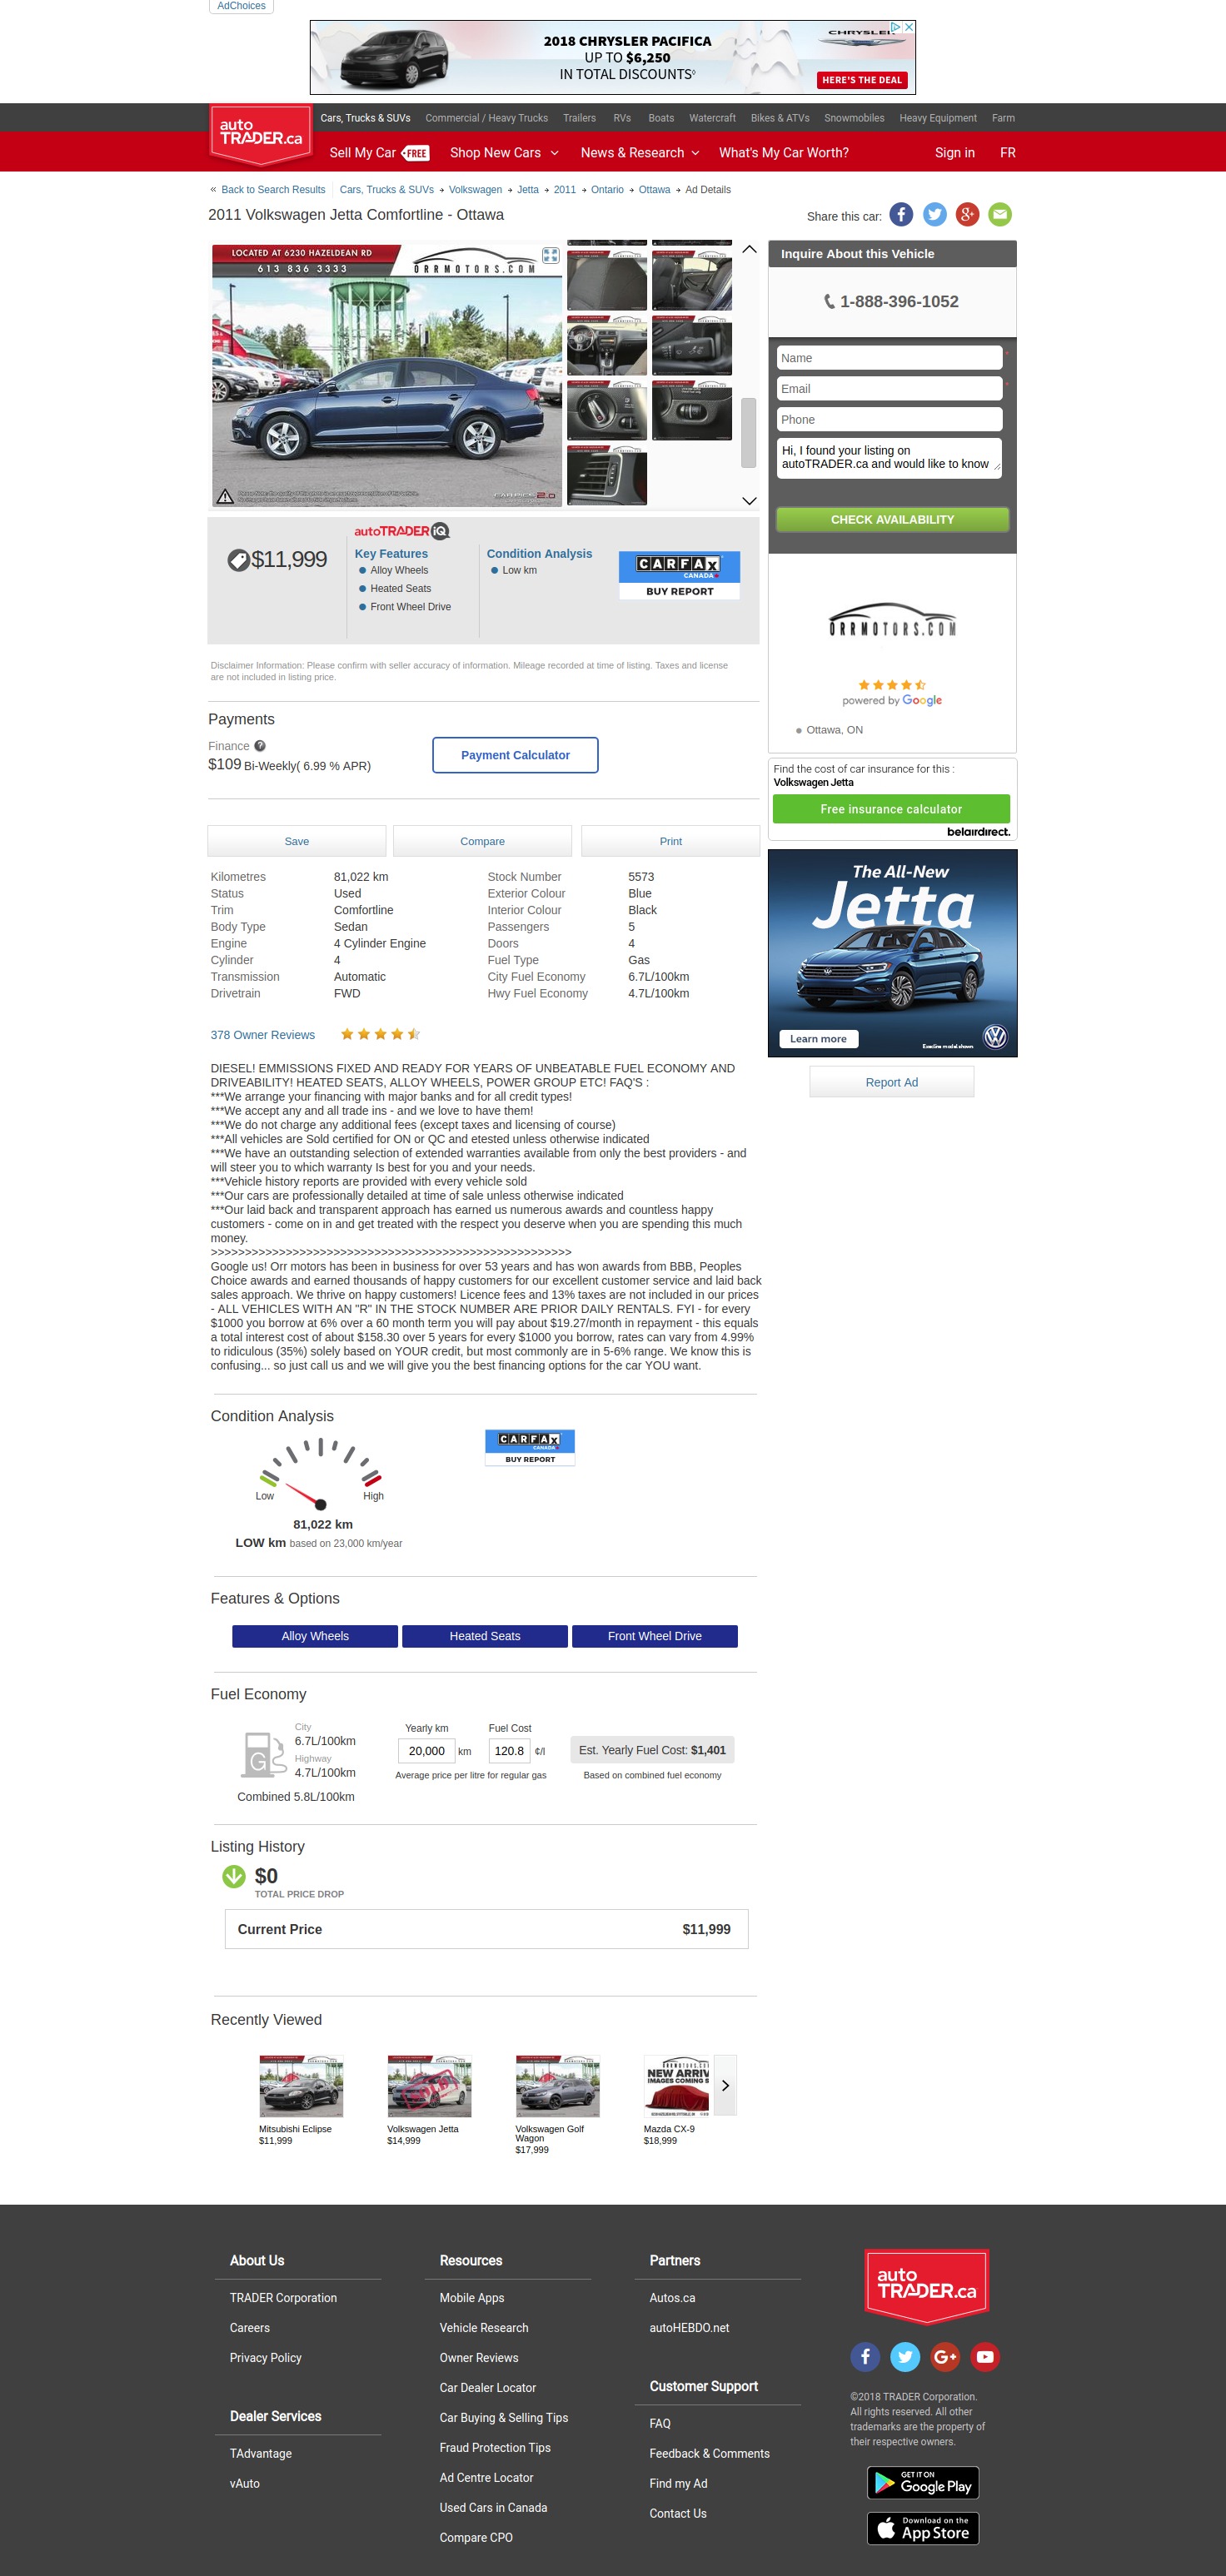 AdChoices
2018 CHRYSLER PACIFICA
UP TO $6,250
IN TOTAL DISCOUNTS◊
CHRYSLER
HERE'S THE DEAL
auto
TRADER.ca
Cars, Trucks & SUVs Commercial / Heavy Trucks Trailers RVs Boats Watercraft Bikes & ATVs Snowmobiles Heavy Equipment Farm
Sell My Car FREE Shop New Cars News & Research What's My Car Worth? Sign in FR
« Back to Search Results Cars, Trucks & SUVs Volkswagen Jetta 2011 Ontario Ottawa Ad Details
2011 Volkswagen Jetta Comfortline - Ottawa
Share this car:
LOCATED AT 6230 HAZELDEAN RD
613 836 3333
ORRMOTORS.COM
CARPICS 2.0
Inquire About this Vehicle
1-888-396-1052
Name
*
Email
*
Phone
Hi, I found your listing on
autoTRADER.ca and would like to know
CHECK AVAILABILITY
ORRMOTORS.COM
powered by Google
Ottawa, ON
$11,999
autoTRADER iQ
Key Features
Alloy Wheels
Heated Seats
Front Wheel Drive
Condition Analysis
Low km
CARFAX
CANADA
BUY REPORT
Disclaimer Information: Please confirm with seller accuracy of information. Mileage recorded at time of listing. Taxes and license
are not included in listing price.
Payments
Finance ?
$109 Bi-Weekly( 6.99 % APR)
Payment Calculator
Find the cost of car insurance for this :
Volkswagen Jetta
Free insurance calculator
belairdirect.
Save Compare Print
Kilometres 81,022 km Stock Number 5573
Status Used Exterior Colour Blue
Trim Comfortline Interior Colour Black
Body Type Sedan Passengers 5
Engine 4 Cylinder Engine Doors 4
Cylinder 4 Fuel Type Gas
Transmission Automatic City Fuel Economy 6.7L/100km
Drivetrain FWD Hwy Fuel Economy 4.7L/100km
The All-New
Jetta
Learn more
Execline model shown.
Report Ad
378 Owner Reviews
DIESEL! EMMISSIONS FIXED AND READY FOR YEARS OF UNBEATABLE FUEL ECONOMY AND
DRIVEABILITY! HEATED SEATS, ALLOY WHEELS, POWER GROUP ETC! FAQ'S :
***We arrange your financing with major banks and for all credit types!
***We accept any and all trade ins - and we love to have them!
***We do not charge any additional fees (except taxes and licensing of course)
***All vehicles are Sold certified for ON or QC and etested unless otherwise indicated
***We have an outstanding selection of extended warranties available from only the best providers - and
will steer you to which warranty Is best for you and your needs.
***Vehicle history reports are provided with every vehicle sold
***Our cars are professionally detailed at time of sale unless otherwise indicated
***Our laid back and transparent approach has earned us numerous awards and countless happy
customers - come on in and get treated with the respect you deserve when you are spending this much
money.
>>>>>>>>>>>>>>>>>>>>>>>>>>>>>>>>>>>>>>>>>>>>>>>>>>>>>
Google us! Orr motors has been in business for over 53 years and has won awards from BBB, Peoples
Choice awards and earned thousands of happy customers for our excellent customer service and laid back
sales approach. We thrive on happy customers! Licence fees and 13% taxes are not included in our prices
- ALL VEHICLES WITH AN "R" IN THE STOCK NUMBER ARE PRIOR DAILY RENTALS. FYI - for every
$1000 you borrow at 6% over a 60 month term you will pay about $19.27/month in repayment - this equals
a total interest cost of about $158.30 over 5 years for every $1000 you borrow, rates can vary from 4.99%
to ridiculous (35%) solely based on YOUR credit, but most commonly are in 5-6% range. We know this is
confusing... so just call us and we will give you the best financing options for the car YOU want.
Condition Analysis
CARFAX
CANADA
BUY REPORT
Low High
81,022 km
LOW km based on 23,000 km/year
Features & Options
Alloy Wheels Heated Seats Front Wheel Drive
Fuel Economy
City
6.7L/100km
Highway
4.7L/100km
Combined 5.8L/100km
G
Yearly km Fuel Cost
20,000 km 120.8 ¢/l
Average price per litre for regular gas
Est. Yearly Fuel Cost: $1,401
Based on combined fuel economy
Listing History
$0
TOTAL PRICE DROP
Current Price $11,999
Recently Viewed
ORRMOTORS.COM
NEW ARRIV
IMAGES COMING S
Mitsubishi Eclipse
$11,999
Volkswagen Jetta
$14,999
Volkswagen Golf
Wagon
$17,999
Mazda CX-9
$18,999
About Us
TRADER Corporation
Careers
Privacy Policy
Dealer Services
TAdvantage
vAuto
Resources
Mobile Apps
Vehicle Research
Owner Reviews
Car Dealer Locator
Car Buying & Selling Tips
Fraud Protection Tips
Ad Centre Locator
Used Cars in Canada
Compare CPO
Partners
Autos.ca
autoHEBDO.net
Customer Support
FAQ
Feedback & Comments
Find my Ad
Contact Us
auto
TRADER.ca
©2018 TRADER Corporation.
All rights reserved. All other
trademarks are the property of
their respective owners.
GET IT ON
Google Play
Download on the
App Store